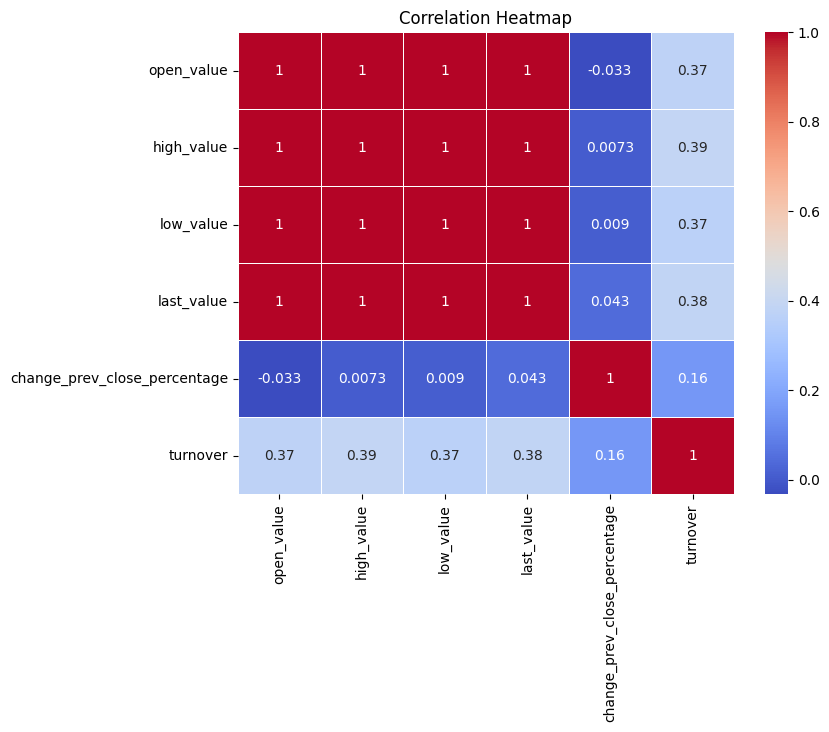 Correlation Heatmap
open_value 1 1 1 1 -0.033 0.37
high_value 1 1 1 1 0.0073 0.39
low_value 1 1 1 1 0.009 0.37
last_value 1 1 1 1 0.043 0.38
change_prev_close_percentage -0.033 0.0073 0.009 0.043 1 0.16
turnover 0.37 0.39 0.37 0.38 0.16 1
open_value
high_value
low_value
last_value
change_prev_close_percentage
turnover
1.0
0.8
0.6
0.4
0.2
0.0